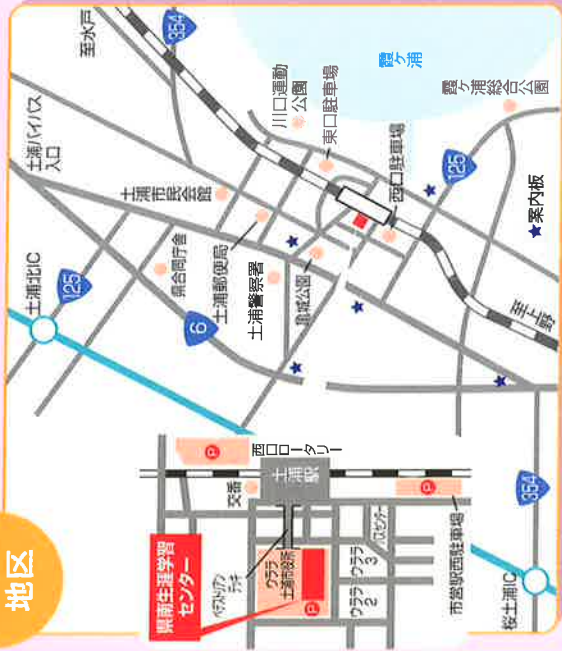 地区
至水戸
354
霞ヶ浦
土浦バイパス
入口
川口運動
公園
東口駐車場
霞ヶ浦総合公園
土浦市民会館
西口駐車場
125
★案内板
土浦北IC
125
県合同庁舎
土浦郵便局
6
土浦警察署
亀城公園
至上野
西口ロータリー
P
交番
土浦駅
県南生涯学習
センター
ペデストリアン
デッキ
ウララ
土浦市役所
P
バスセンター
P
ウララ
2
ウララ
3
市営駅西駐車場
354
桜土浦IC